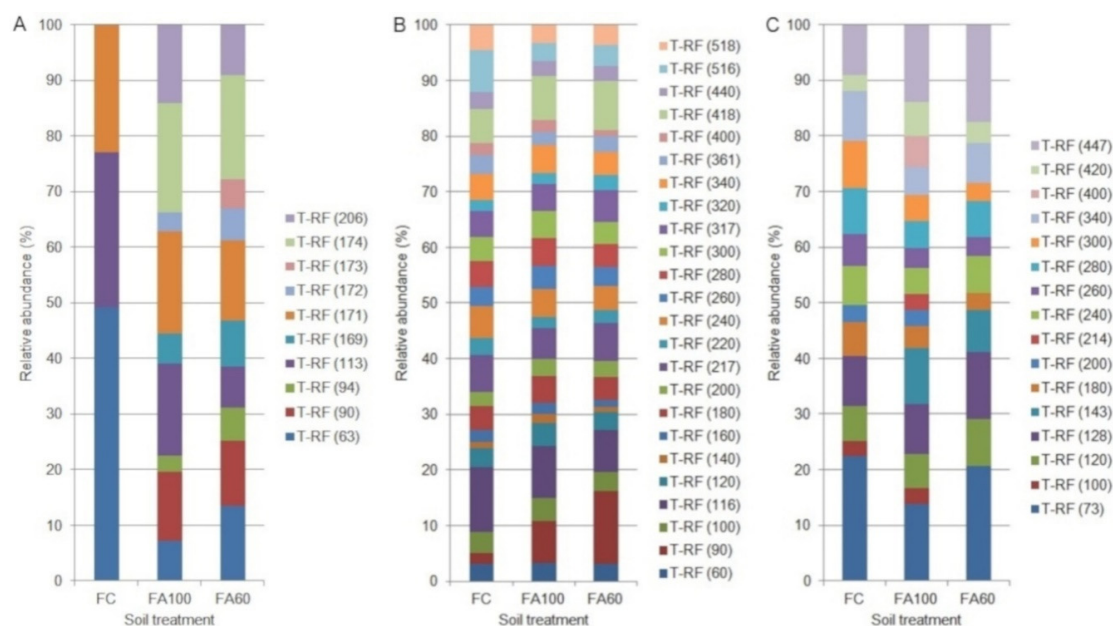 A
Relative abundance (%)
100
90
80
70
60
50
40
30
20
10
0
FC FA100 FA60
Soil treatment
T-RF (206)
T-RF (174)
T-RF (173)
T-RF (172)
T-RF (171)
T-RF (169)
T-RF (113)
T-RF (94)
T-RF (90)
T-RF (63)
B
Relative abundance (%)
100
90
80
70
60
50
40
30
20
10
0
FC FA100 FA60
Soil treatment
T-RF (518)
T-RF (516)
T-RF (440)
T-RF (418)
T-RF (400)
T-RF (361)
T-RF (340)
T-RF (320)
T-RF (317)
T-RF (300)
T-RF (280)
T-RF (260)
T-RF (240)
T-RF (220)
T-RF (217)
T-RF (200)
T-RF (180)
T-RF (160)
T-RF (140)
T-RF (120)
T-RF (116)
T-RF (100)
T-RF (90)
T-RF (60)
C
Relative abundance (%)
100
90
80
70
60
50
40
30
20
10
0
FC FA100 FA60
Soil treatment
T-RF (447)
T-RF (420)
T-RF (400)
T-RF (340)
T-RF (300)
T-RF (280)
T-RF (260)
T-RF (240)
T-RF (214)
T-RF (200)
T-RF (180)
T-RF (143)
T-RF (128)
T-RF (120)
T-RF (100)
T-RF (73)